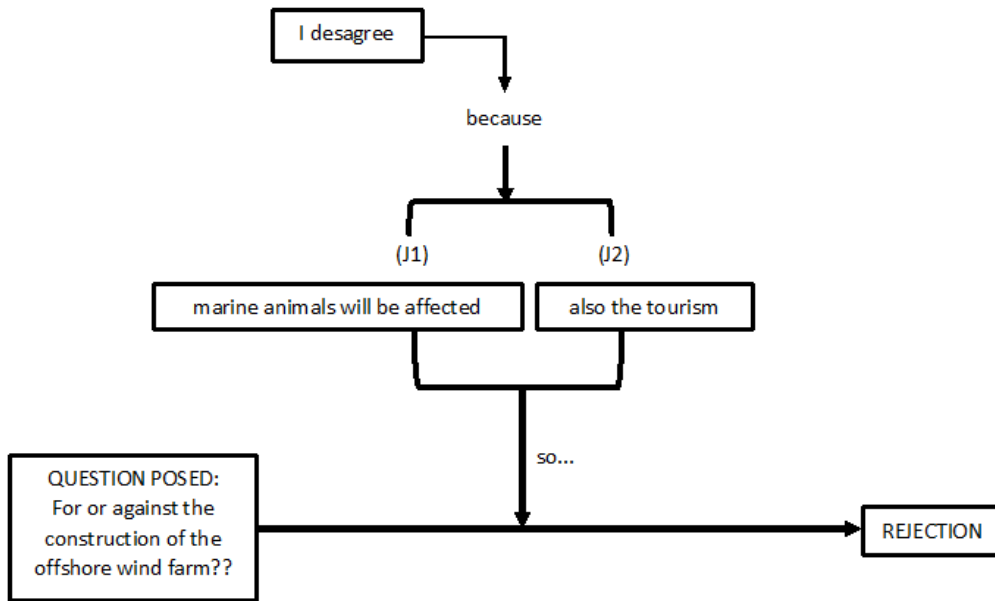 I desagree
because
(J1)
(J2)
marine animals will be affected
also the tourism
so...
QUESTION POSED:
For or against the
construction of the
offshore wind farm??
REJECTION